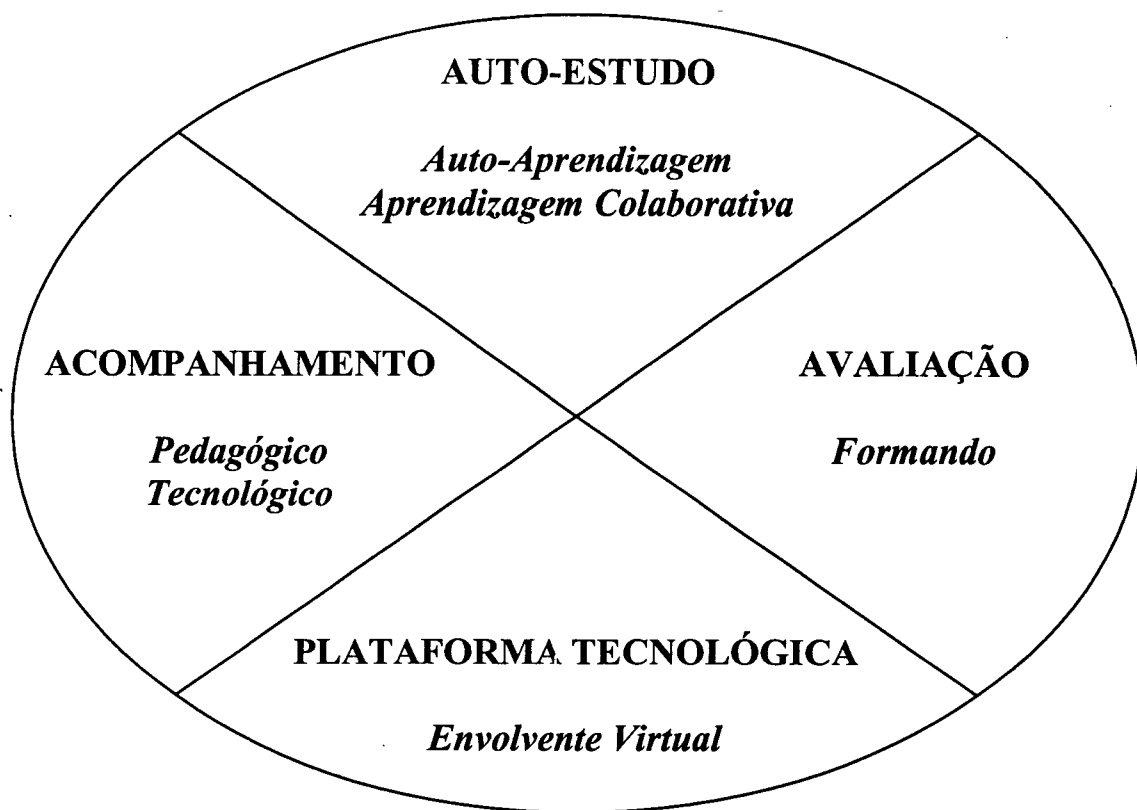 AUTO-ESTUDO
Auto-Aprendizagem
Aprendizagem Colaborativa
ACOMPANHAMENTO
Pedagógico
Tecnológico
AVALIAÇÃO
Formando
PLATAFORMA TECNOLÓGICA
Envolvente Virtual